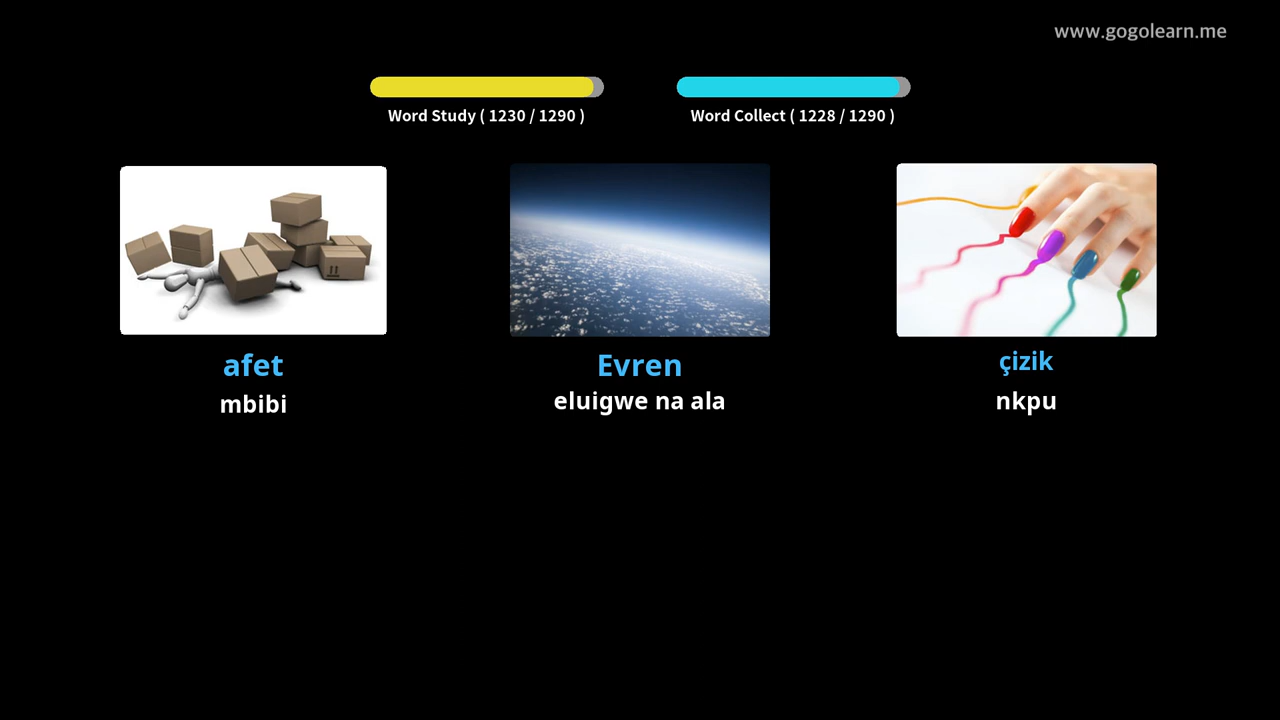 www.gogolearn.me
Word Study ( 1230 / 1290 )
Word Collect ( 1228 / 1290 )
afet
Evren
çizik
mbibi
eluigwe na ala
nkpu